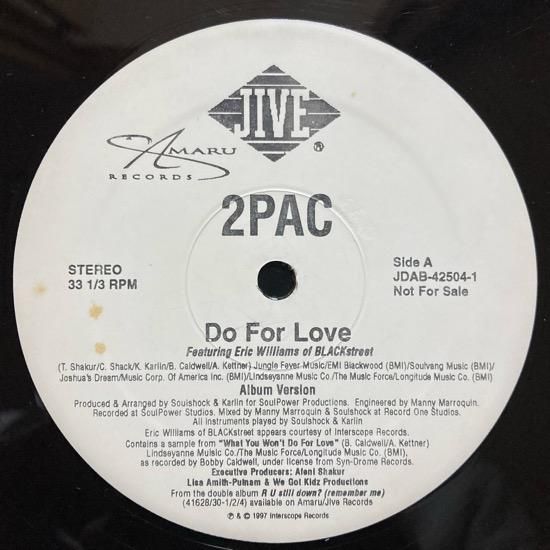 JIVE
®
AMARU
RECORDS
2PAC
STEREO
33 1/3 RPM
Side A
JDAB-42504-1
Not For Sale
Do For Love
Featuring Eric Williams of BLACKstreet
(T. Shakur/C. Shack/K. Karlin/B. Caldwell/A. Kettner) Jungle Fever Music/EMI Blackwood (BMI)/Soulvang Music (BMI)/
Joshua's Dream/Music Corp. Of America Inc. (BMI)/Lindseyanne Music Co./The Music Force/Longitude Music Co. (BMI)
Album Version
Produced & Arranged by Soulshock & Karlin for SoulPower Productions. Engineered by Manny Marroquin.
Recorded at SoulPower Studios. Mixed by Manny Marroquin & Soulshock at Record One Studios.
All instruments played by Soulshock & Karlin
Eric Williams of BLACKstreet appears courtesy of Interscope Records.
Contains a sample from "What You Won't Do For Love" (B. Caldwell/A. Kettner)
Lindseyanne Music Co./The Music Force/Longitude Music Co. (BMI),
as recorded by Bobby Caldwell, under license from Syn-Drome Records.
Executive Producers: Afeni Shakur
Lisa Amith-Putnam & We Got Kidz Productions
From the double album R U still down? (remember me)
(41628/30-1/2/4) available on Amaru/Jive Records
℗ & © 1997 Interscope Records